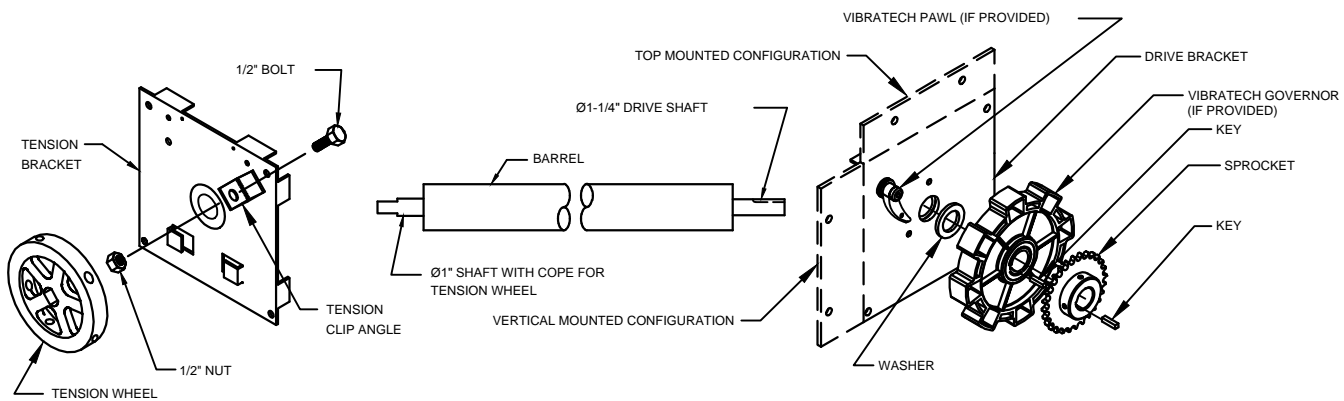 VIBRATECH PAWL (IF PROVIDED)
TOP MOUNTED CONFIGURATION
DRIVE BRACKET
1/2" BOLT
Ø1-1/4" DRIVE SHAFT
VIBRATECH GOVERNOR
(IF PROVIDED)
KEY
TENSION
BRACKET
BARREL
SPROCKET
KEY
Ø1" SHAFT WITH COPE FOR
TENSION WHEEL
TENSION
CLIP ANGLE
VERTICAL MOUNTED CONFIGURATION
WASHER
1/2" NUT
TENSION WHEEL